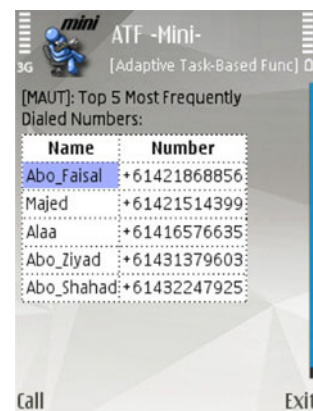 mini
ATF -Mini-
3G
[Adaptive Task-Based Func]
[MAUT]: Top 5 Most Frequently
Dialed Numbers:
Name Number
Abo_Faisal +61421868856
Majed +61421514399
Alaa +61416576635
Abo_Ziyad +61431379603
Abo_Shahad +61432247925
Call Exit